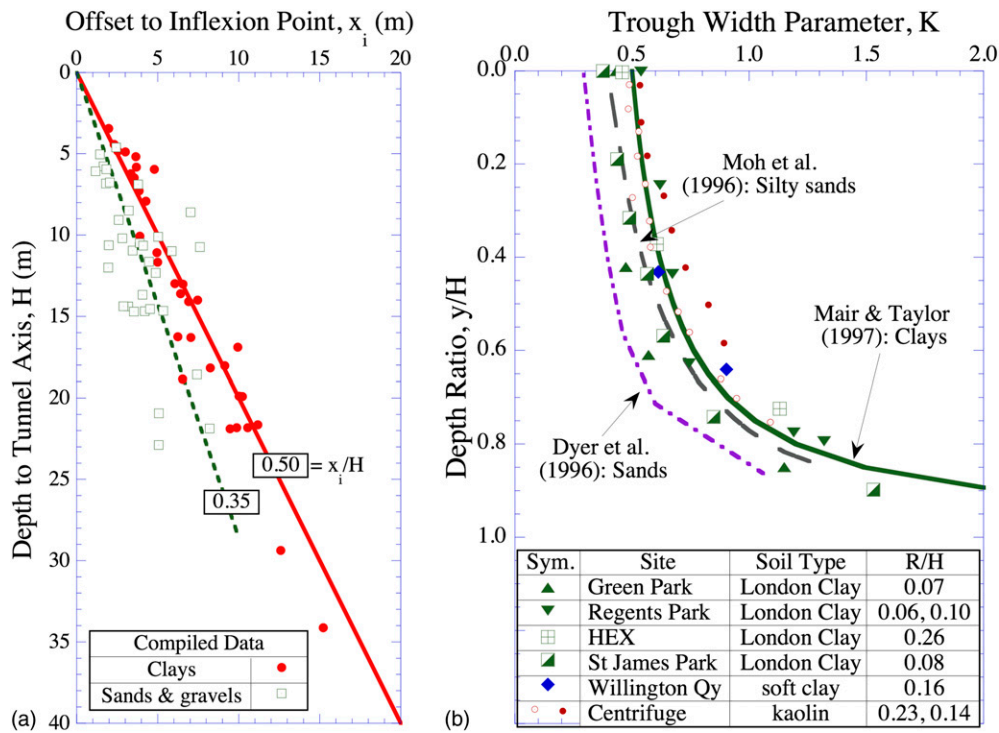 Offset to Inflexion Point, x_i (m)
0 5 10 15 20
0
5
10
15
20
25
30
35
40
Depth to Tunnel Axis, H (m)
0.50 = x_i/H
0.35
Compiled Data
Clays
Sands & gravels
(a)
Trough Width Parameter, K
0.0 0.5 1.0 1.5 2.0
0.0
0.2
0.4
0.6
0.8
1.0
Depth Ratio, y/H
Moh et al.
(1996): Silty sands
Mair & Taylor
(1997): Clays
Dyer et al.
(1996): Sands
Sym. Site Soil Type R/H
Green Park London Clay 0.07
Regents Park London Clay 0.06, 0.10
HEX London Clay 0.26
St James Park London Clay 0.08
Willington Qy soft clay 0.16
Centrifuge kaolin 0.23, 0.14
(b)